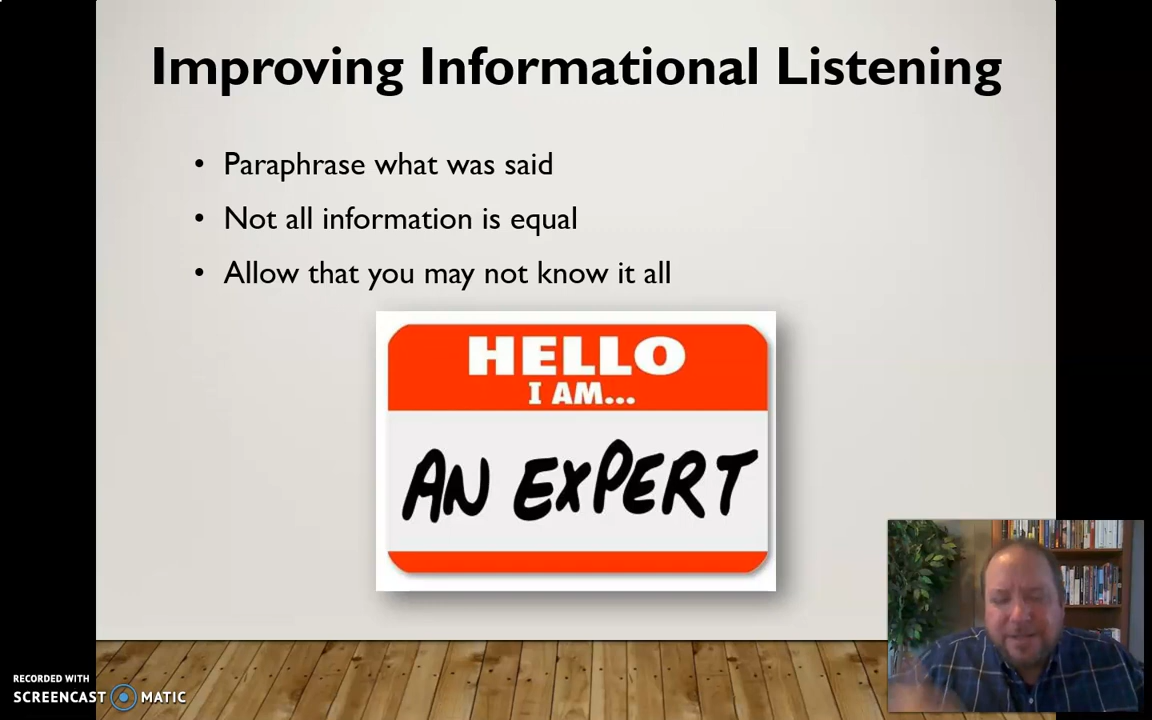 Improving Informational Listening
• Paraphrase what was said
• Not all information is equal
• Allow that you may not know it all
HELLO
I AM...
AN EXPERT
RECORDED WITH
SCREENCAST MATIC